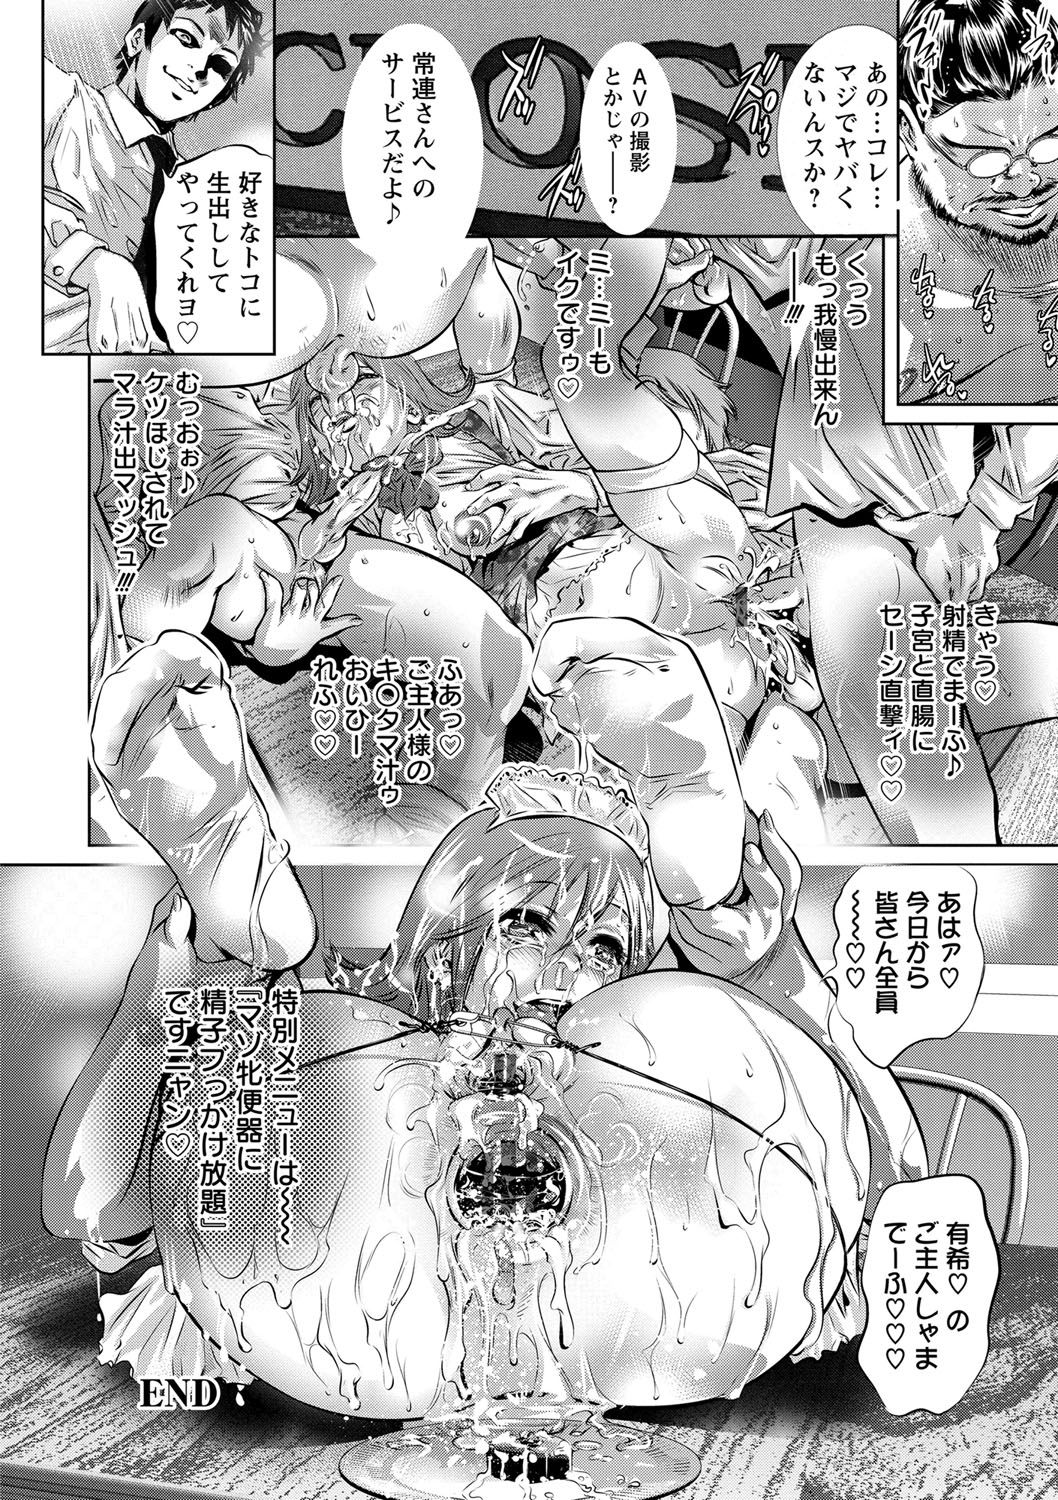 あの…コレ…
マジでヤバく
ないんスか?
AVの撮影
とかじゃ──?
常連さんへの
サービスだよ♪
好きなトコに
生出しして
やってくれヨ♡
くっう
もっ我慢出来ん
──!!!
ミ…ミーも
イクですゥ♡
むっおぉ♪
ケツほじされて
マラ汁出マッシュ!!!
きゃう♡
射精でまーふ♪
子宮と直腸に
セーシ直撃ィ♡♡
ふあっ♡
ご主人様の
キ●タマ汁ゥ
おいひー
れふ♡♡
あはァ♡
今日から
皆さん全員
～～～♡♡
有希♡の
ご主人しゃま
でーふ♡♡♡
特別メニューは～～
『マゾ牝便器に
精子ブっかけ放題』
ですニャン♡
END